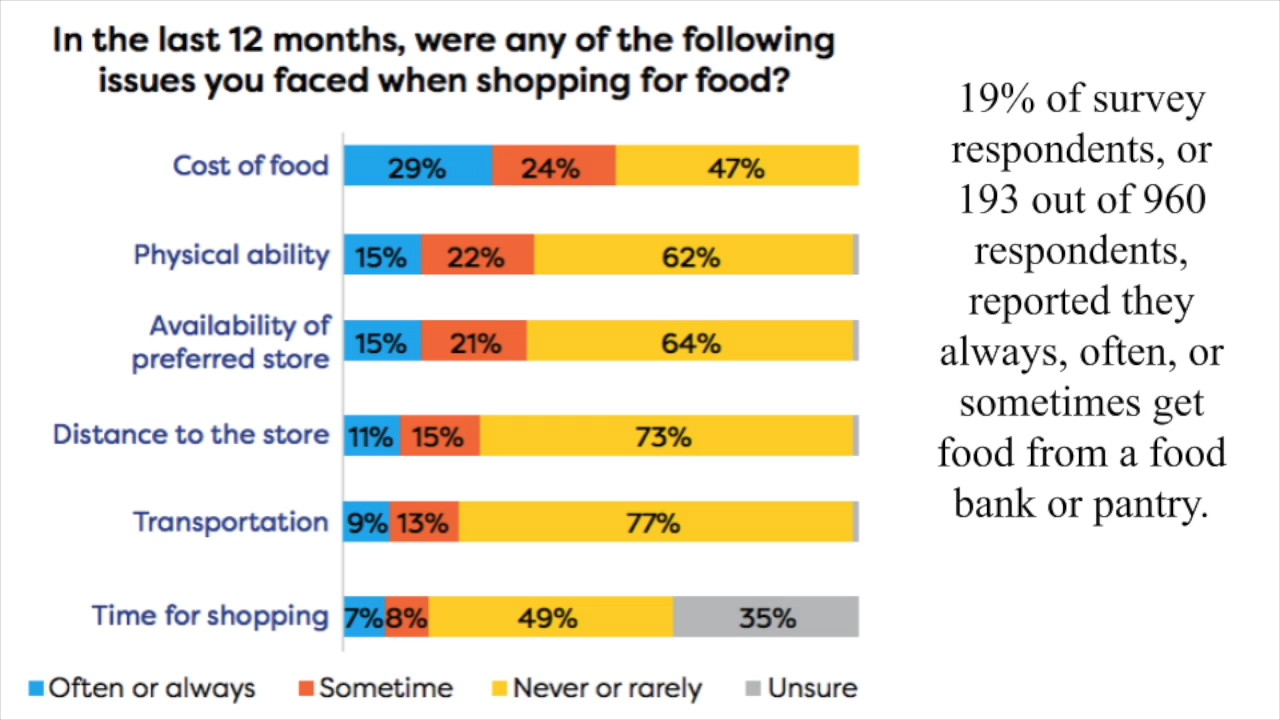 In the last 12 months, were any of the following
issues you faced when shopping for food?
Cost of food 29% 24% 47%
Physical ability 15% 22% 62%
Availability of
preferred store 15% 21% 64%
Distance to the store 11% 15% 73%
Transportation 9% 13% 77%
Time for shopping 7% 8% 49% 35%
Often or always Sometime Never or rarely Unsure
19% of survey
respondents, or
193 out of 960
respondents,
reported they
always, often, or
sometimes get
food from a food
bank or pantry.